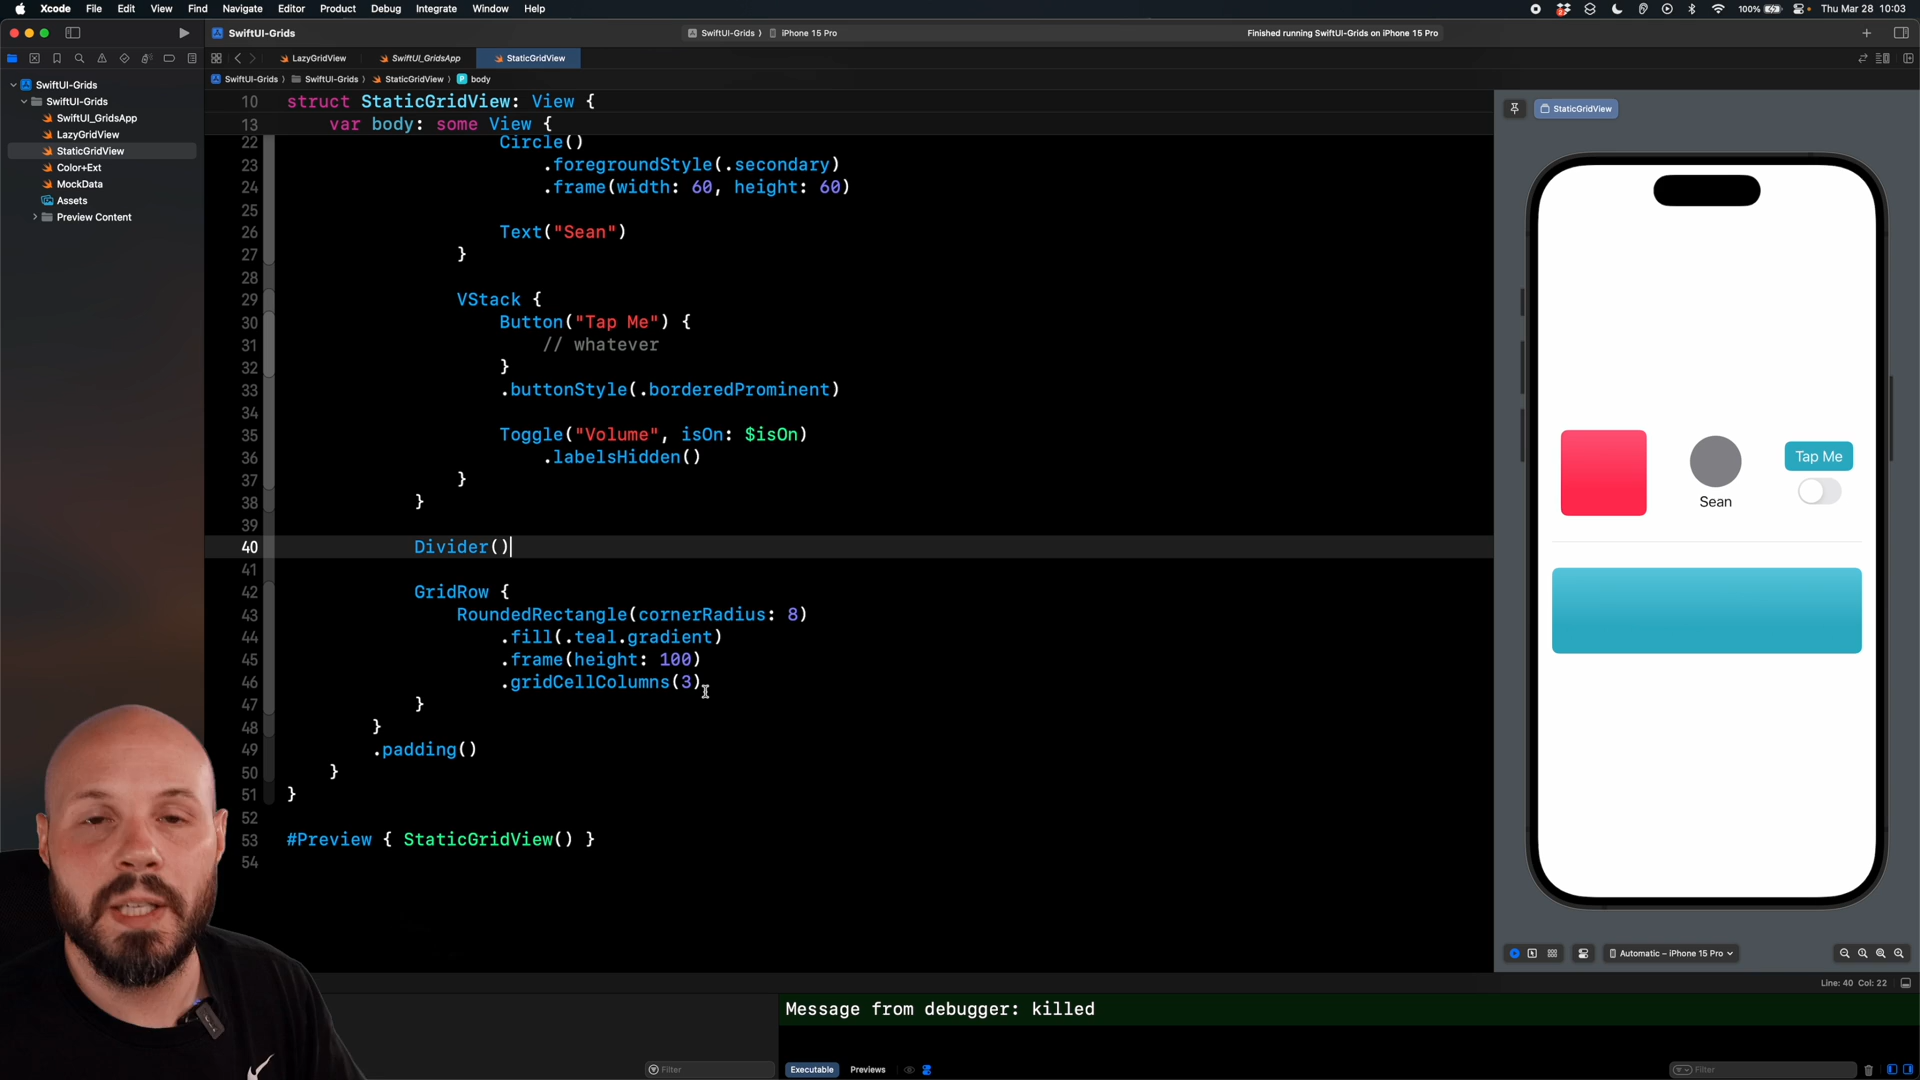 Xcode File Edit View Find Navigate Editor Product Debug Integrate Window Help 100% Thu Mar 28 10:03
SwiftUI-Grids SwiftUI-Grids iPhone 15 Pro Finished running SwiftUI-Grids on iPhone 15 Pro
LazyGridView SwiftUI_GridsApp StaticGridView
SwiftUI-Grids SwiftUI-Grids StaticGridView body
SwiftUI-Grids
SwiftUI-Grids
SwiftUI_GridsApp
LazyGridView
StaticGridView
Color+Ext
MockData
Assets
Preview Content
10 struct StaticGridView: View {
13 var body: some View {
22 Circle()
23 .foregroundStyle(.secondary)
24 .frame(width: 60, height: 60)
25
26 Text("Sean")
27 }
28
29 VStack {
30 Button("Tap Me") {
31 // whatever
32 }
33 .buttonStyle(.borderedProminent)
34
35 Toggle("Volume", isOn: $isOn)
36 .labelsHidden()
37 }
38 }
39
40 Divider()
41
42 GridRow {
43 RoundedRectangle(cornerRadius: 8)
44 .fill(.teal.gradient)
45 .frame(height: 100)
46 .gridCellColumns(3)
47 }
48 }
49 .padding()
50 }
51 }
52
53 #Preview { StaticGridView() }
54
StaticGridView
Tap Me
Sean
Automatic – iPhone 15 Pro
Line: 40 Col: 22
Message from debugger: killed
Filter Executable Previews Filter